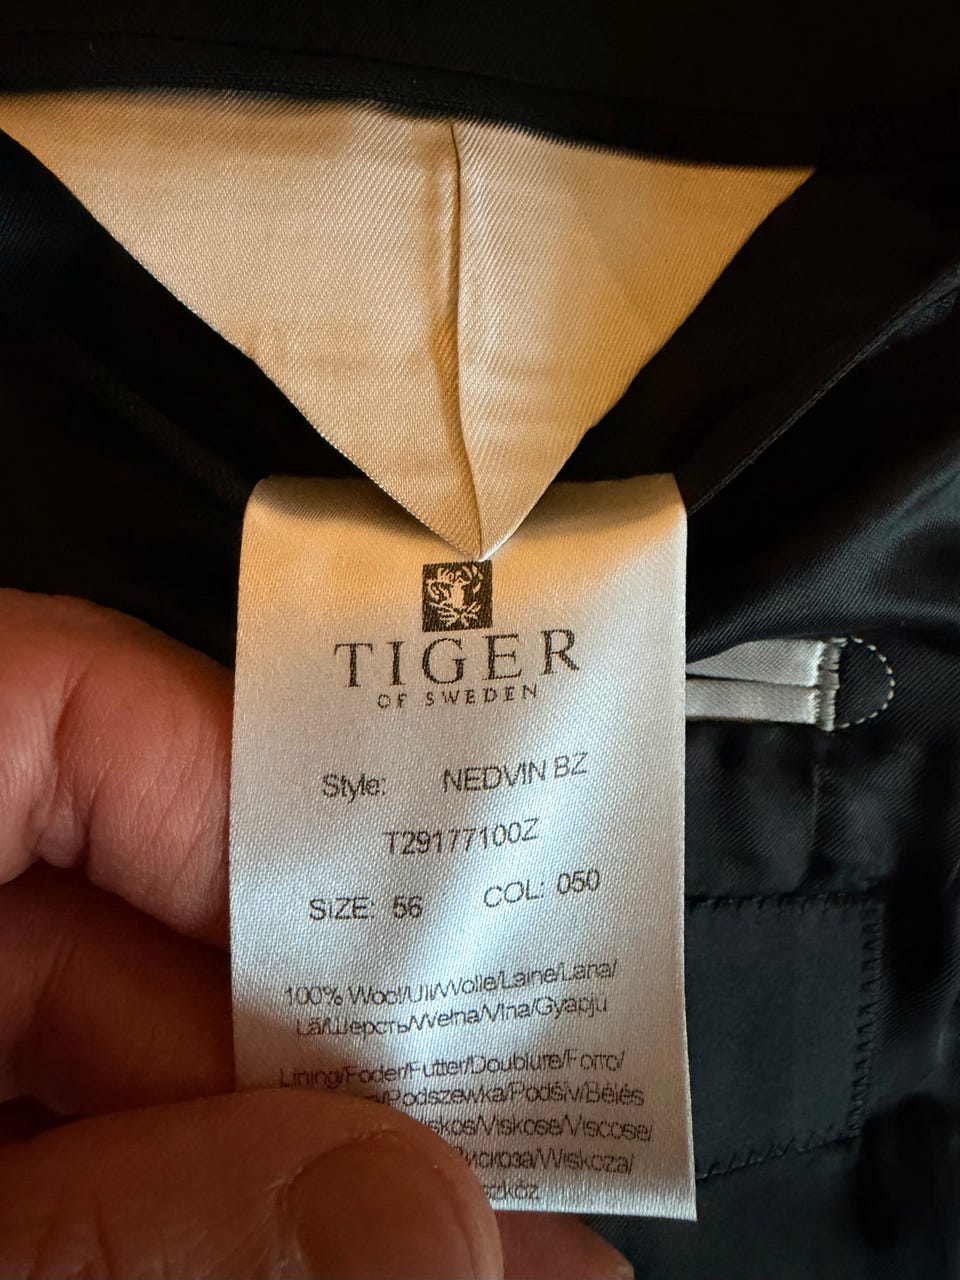 TIGER
OF SWEDEN
Style: NEDVIN BZ
T29177100Z
SIZE: 56 COL: 050
100% Wool/Ull/Wolle/Laine/Lana/
Lã/Шерсть/Wełna/Vlna/Gyapjú
Lining/Foder/Futter/Doublure/Forro/
/Podszewka/Podšív/Bélés
/Viskose/Viscose/
/Wiskoza/